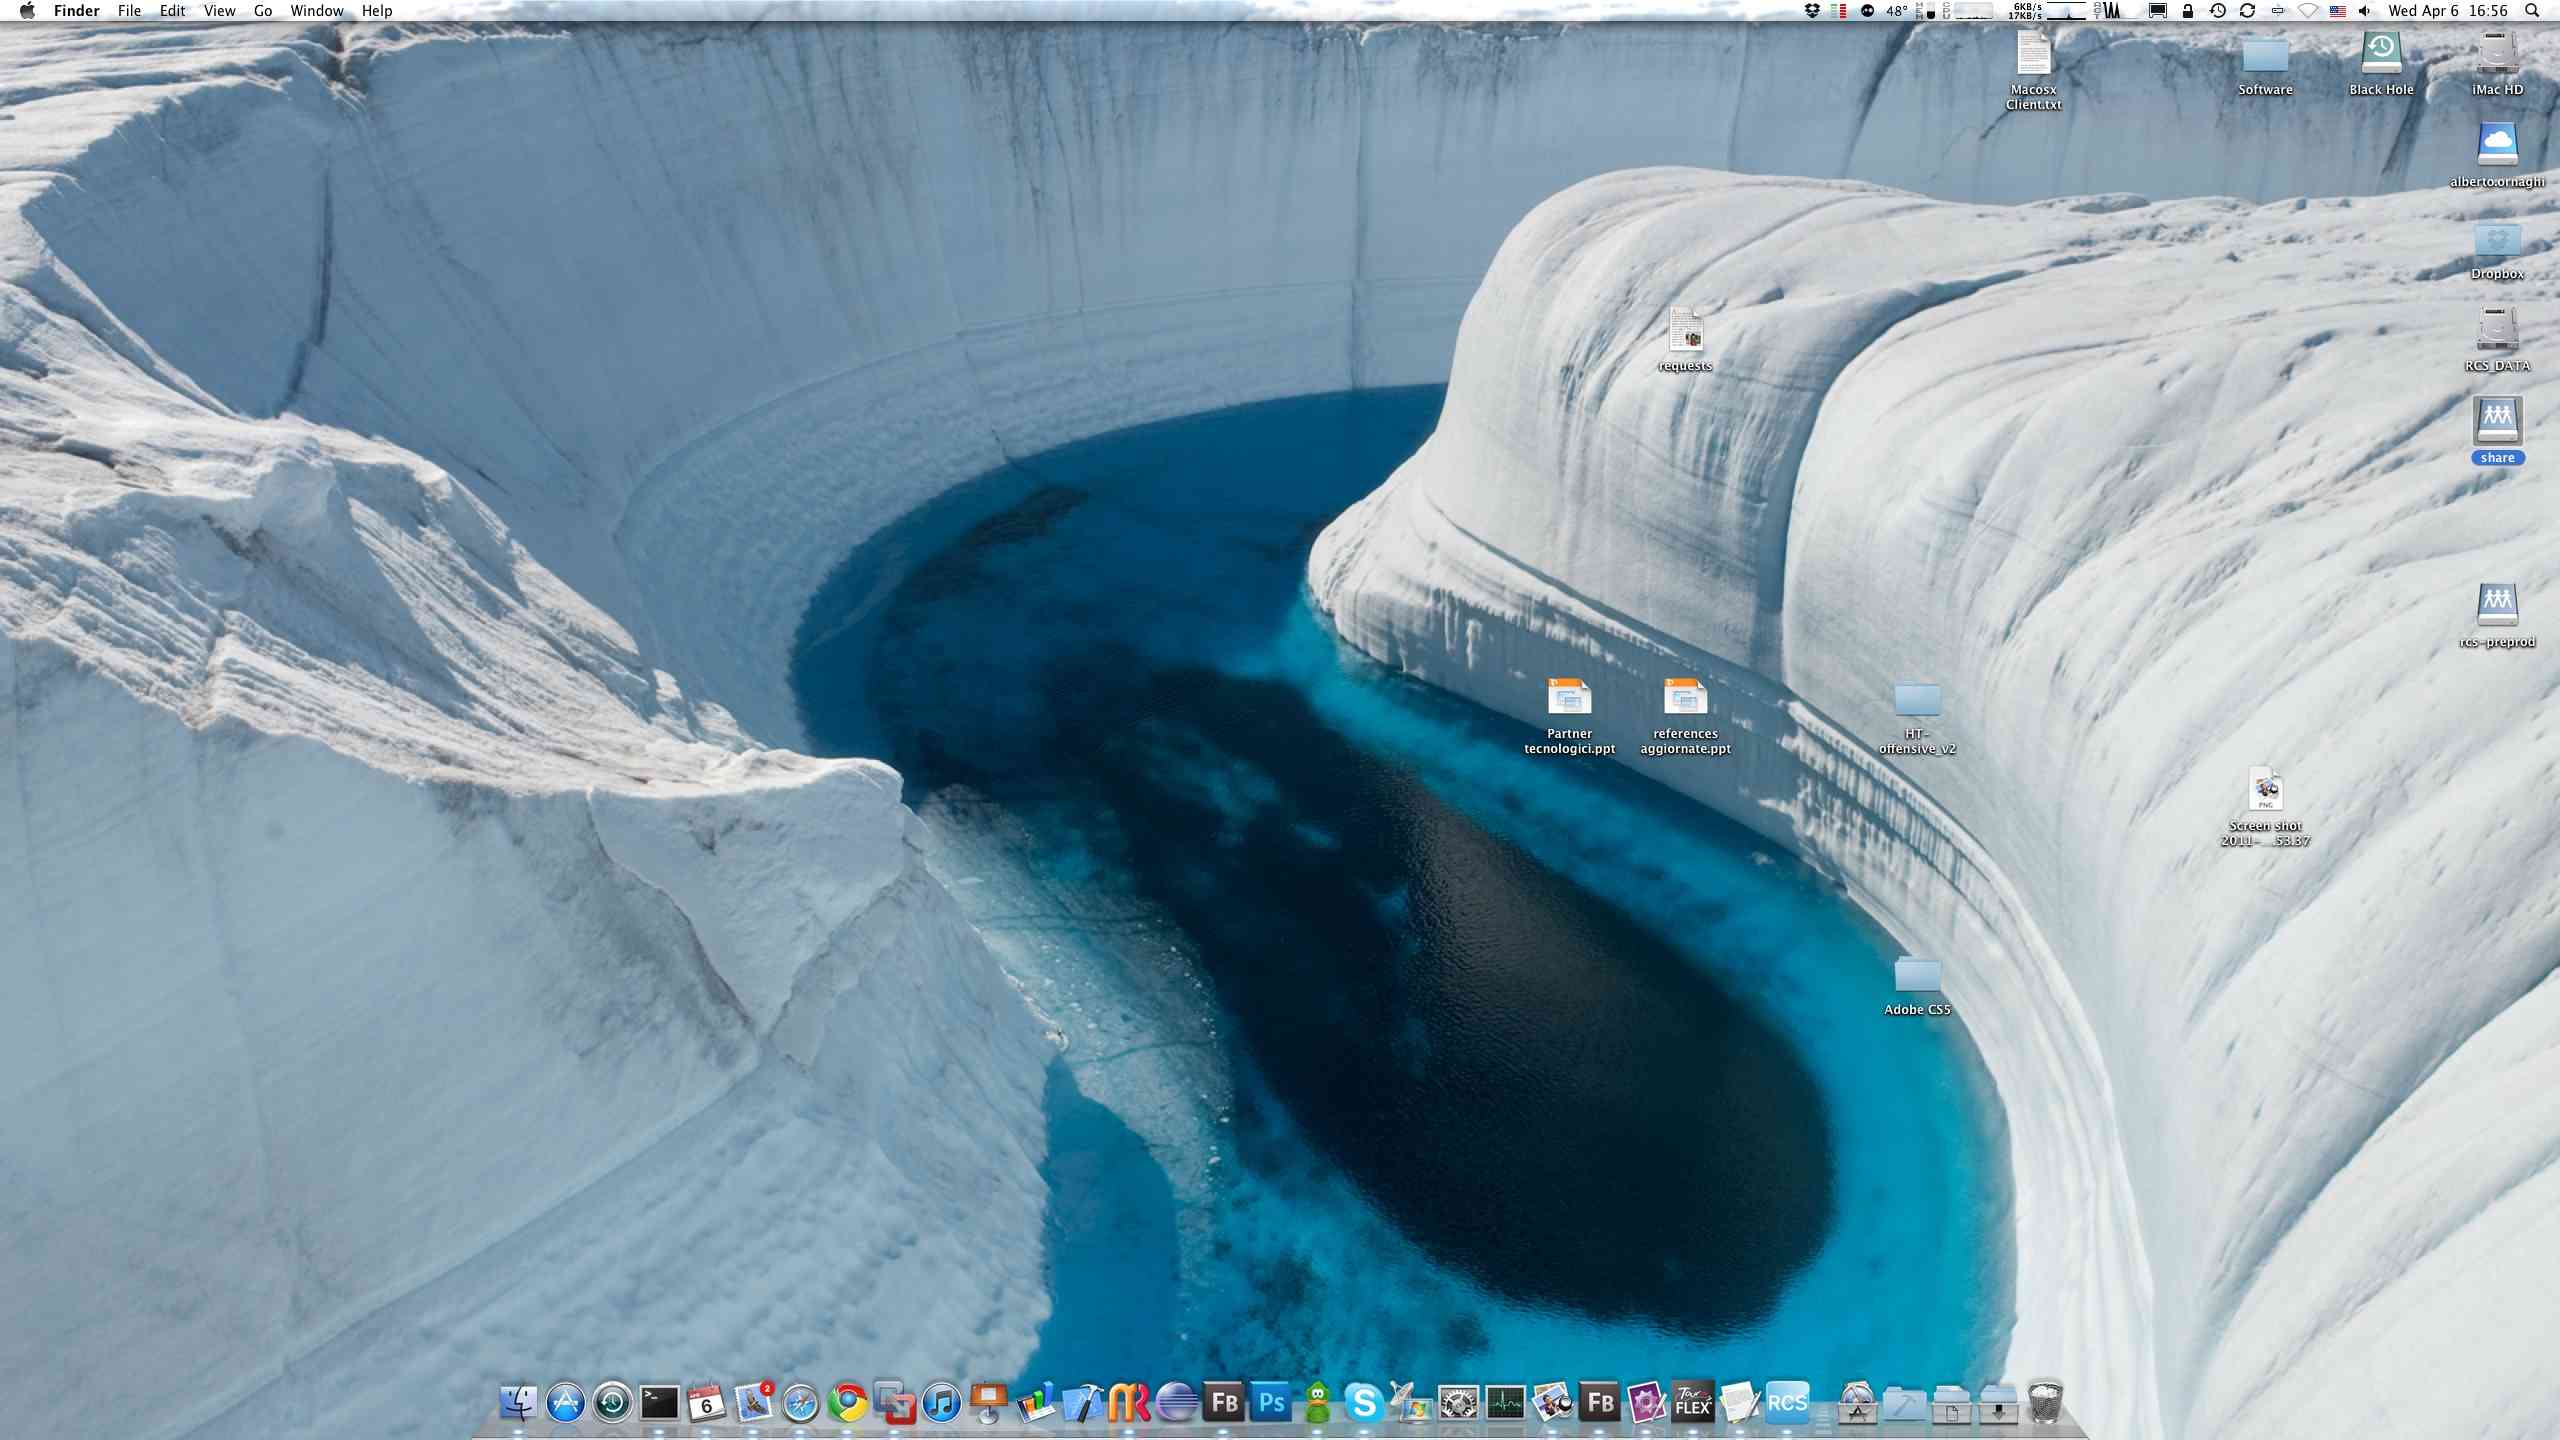 Finder File Edit View Go Window Help
48° 6KB/s 17KB/s Wed Apr 6 16:56
Macosx
Client.txt
Software
Black Hole
iMac HD
alberto.ornaghi
Dropbox
requests
RCS_DATA
share
rcs-preprod
Partner
tecnologici.ppt
references
aggiornate.ppt
HT-
offensive_v2
PNG
Screen shot
2011-....53.37
Adobe CS5
6
2
FB
Ps
S
FB
FLEX
RCS